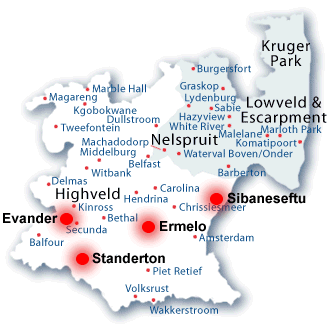 Kruger
Park
Burgersfort
Graskop
Marble Hall
Magareng
Lydenburg
Sabie
Lowveld &
Escarpment
Kgobokwane
Dullstroom
Hazyview
White River
Tweefontein
Malelane
Marloth Park
Machadodorp
Nelspruit
Komatipoort
Middelburg
Belfast
Waterval Boven/Onder
Witbank
Barberton
Delmas
Highveld
Carolina
Hendrina
Sibaneseftu
Kinross
Chrissiesmeer
Evander
Bethal
Secunda
Ermelo
Balfour
Amsterdam
Standerton
Piet Retief
Volksrust
Wakkerstroom